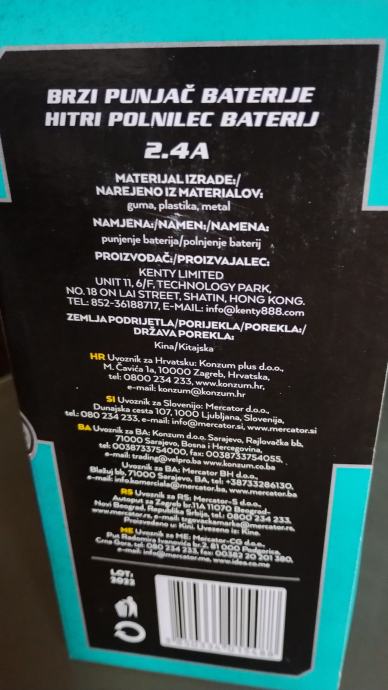 BRZI PUNJAČ BATERIJE
HITRI POLNILEC BATERIJ
2.4A
MATERIJAL IZRADE:/
NAREJENO IZ MATERIALOV:
guma, plastika, metal
NAMJENA:/NAMEN:/NAMENA:
punjenje baterija/polnjenje baterij
PROIZVOĐAČ:/PROIZVAJALEC:
KENTY LIMITED
UNIT 11, 6/F, TECHNOLOGY PARK,
NO. 18 ON LAI STREET, SHATIN, HONG KONG.
TEL: 852-36188717, E-MAIL: info@kenty888.com
ZEMLJA PODRIJETLA/PORIJEKLA/POREKLA:/
DRŽAVA POREKLA:
Kina/Kitajska
HR Uvoznik za Hrvatsku: Konzum plus d.o.o.,
M. Čavića 1a, 10000 Zagreb, Hrvatska,
tel: 0800 234 233, www.konzum.hr,
e-mail: konzum@konzum.hr
SI Uvoznik za Slovenijo: Mercator d.o.o.,
Dunajska cesta 107, 1000 Ljubljana, Slovenija,
tel.: 080 234 233, e-mail: info@mercator.si, www.mercator.si
BA Uvoznik za BA: Konzum d.o.o. Sarajevo, Rajlovačka bb,
71000 Sarajevo, Bosna i Hercegovina,
tel: 0038733754000, fax: 0038733754055,
e-mail: trading@velpro.ba www.konzum.co.ba
Uvoznik za BA: Mercator BH d.o.o.,
Blažuj bb, 71000 Sarajevo, BA, tel: +38733286130,
e-mail: info.komerciala@mercator.ba, www.mercator.ba
RS Uvoznik za RS: Mercator-S d.o.o.,
Autoput za Zagreb br.11A 11070 Beograd-
Novi Beograd, Republika Srbija, tel.: 0800 234 233,
www.mercator.rs, e-mail: trgovackamarke@mercator.rs,
Proizvedeno u: Kini. Uvezeno iz: Kine.
ME Uvoznik za ME: Mercator-CG d.o.o.,
Put Radomira Ivanovića br 2, 81 000 Podgorica,
Crna Gora, tel: 080 234 233, fax: 00382 20 201 380,
e-mail: info@mercator.me, www.idea.co.me
LOT:
2022